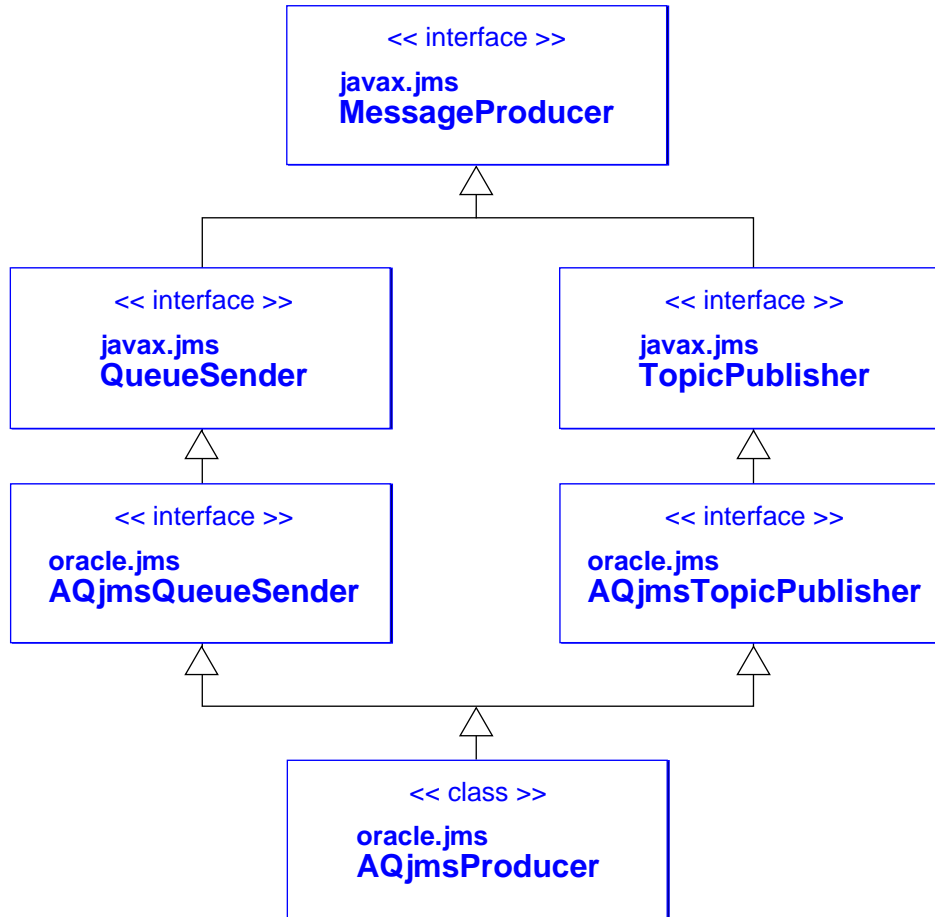 << interface >>
javax.jms
MessageProducer
<< interface >>
javax.jms
QueueSender
<< interface >>
javax.jms
TopicPublisher
<< interface >>
oracle.jms
AQjmsQueueSender
<< interface >>
oracle.jms
AQjmsTopicPublisher
<< class >>
oracle.jms
AQjmsProducer